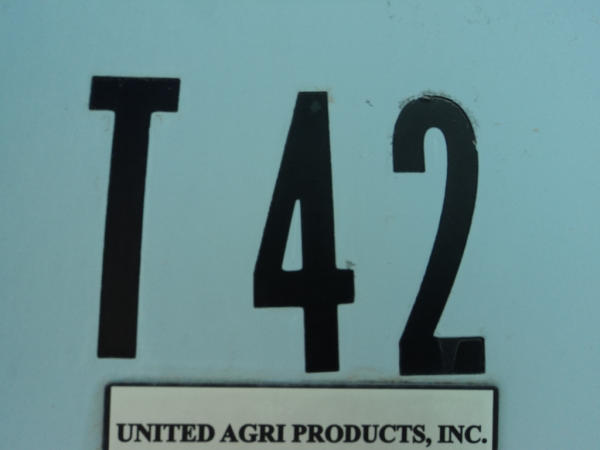 T 42
UNITED AGRI PRODUCTS, INC.